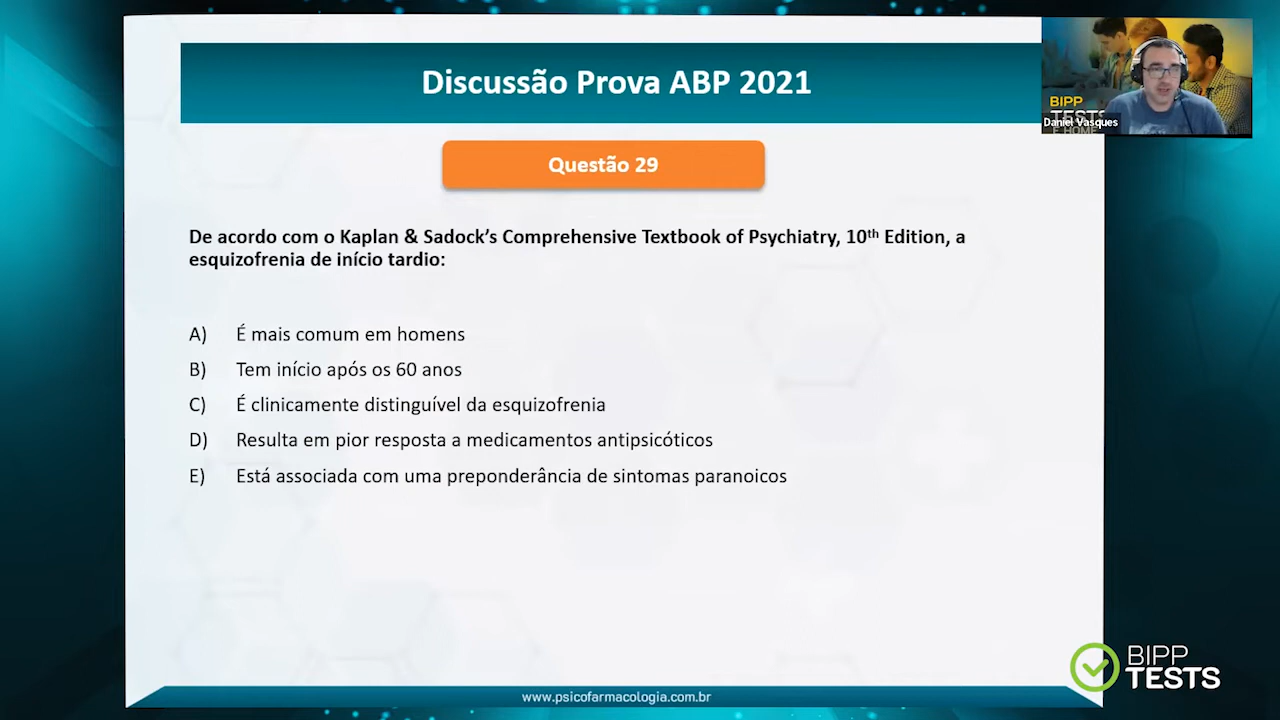 Discussão Prova ABP 2021
BIPP
TESTS
E HOME
Daniel Vasques
Questão 29
De acordo com o Kaplan & Sadock's Comprehensive Textbook of Psychiatry, 10th Edition, a
esquizofrenia de início tardio:
A) É mais comum em homens
B) Tem início após os 60 anos
C) É clinicamente distinguível da esquizofrenia
D) Resulta em pior resposta a medicamentos antipsicóticos
E) Está associada com uma preponderância de sintomas paranoicos
BIPP
TESTS
www.psicofarmacologia.com.br